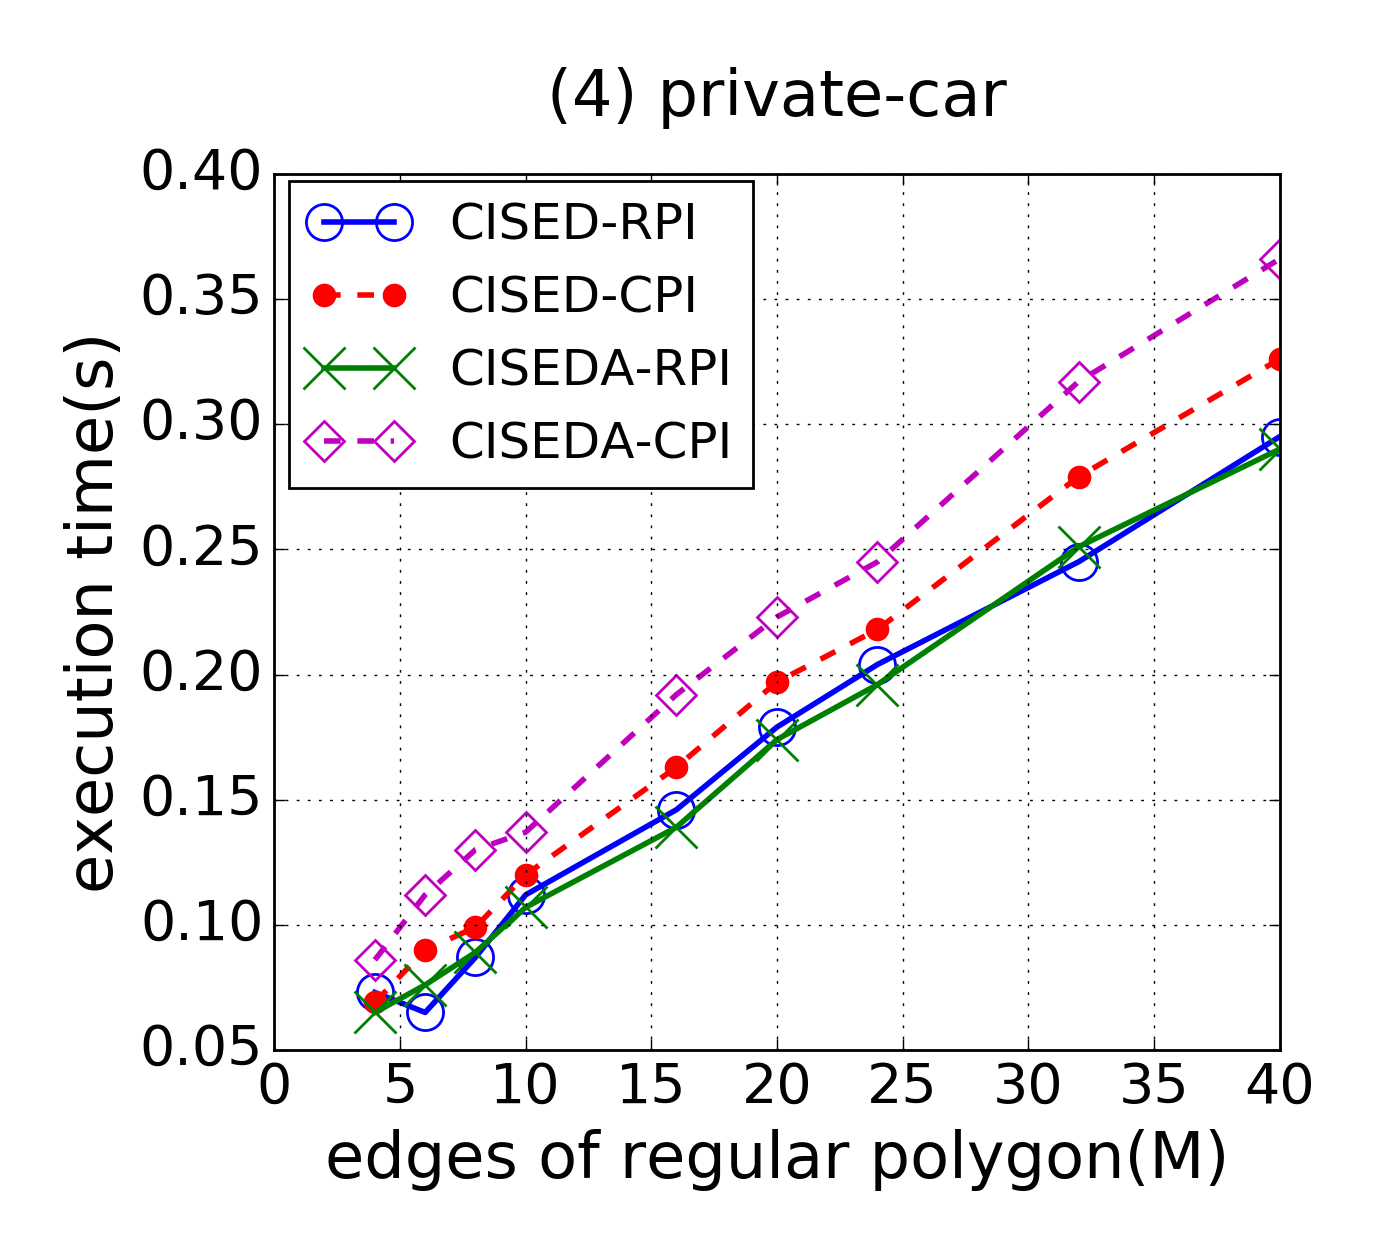 (4) private-car
0.40
0.35
0.30
0.25
0.20
0.15
0.10
0.05
execution time(s)
CISED-RPI
CISED-CPI
CISEDA-RPI
CISEDA-CPI
0 5 10 15 20 25 30 35 40
edges of regular polygon(M)